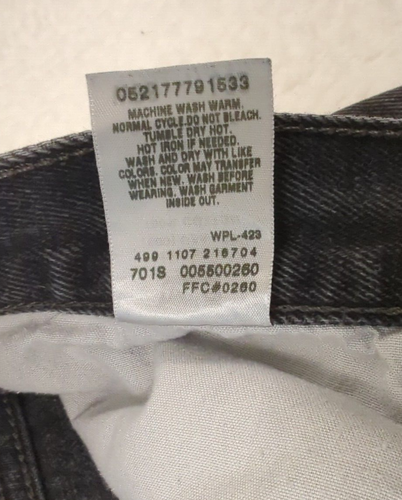 052177791533
MACHINE WASH WARM.
NORMAL CYCLE.DO NOT BLEACH.
TUMBLE DRY HOT.
HOT IRON IF NEEDED.
WASH AND DRY WITH LIKE
COLORS. COLOR MAY TRANSFER
WHEN NEW. WASH BEFORE
WEARING. WASH GARMENT
INSIDE OUT.
WPL-423
499 1107 216704
701S 005500260
FFC#0260